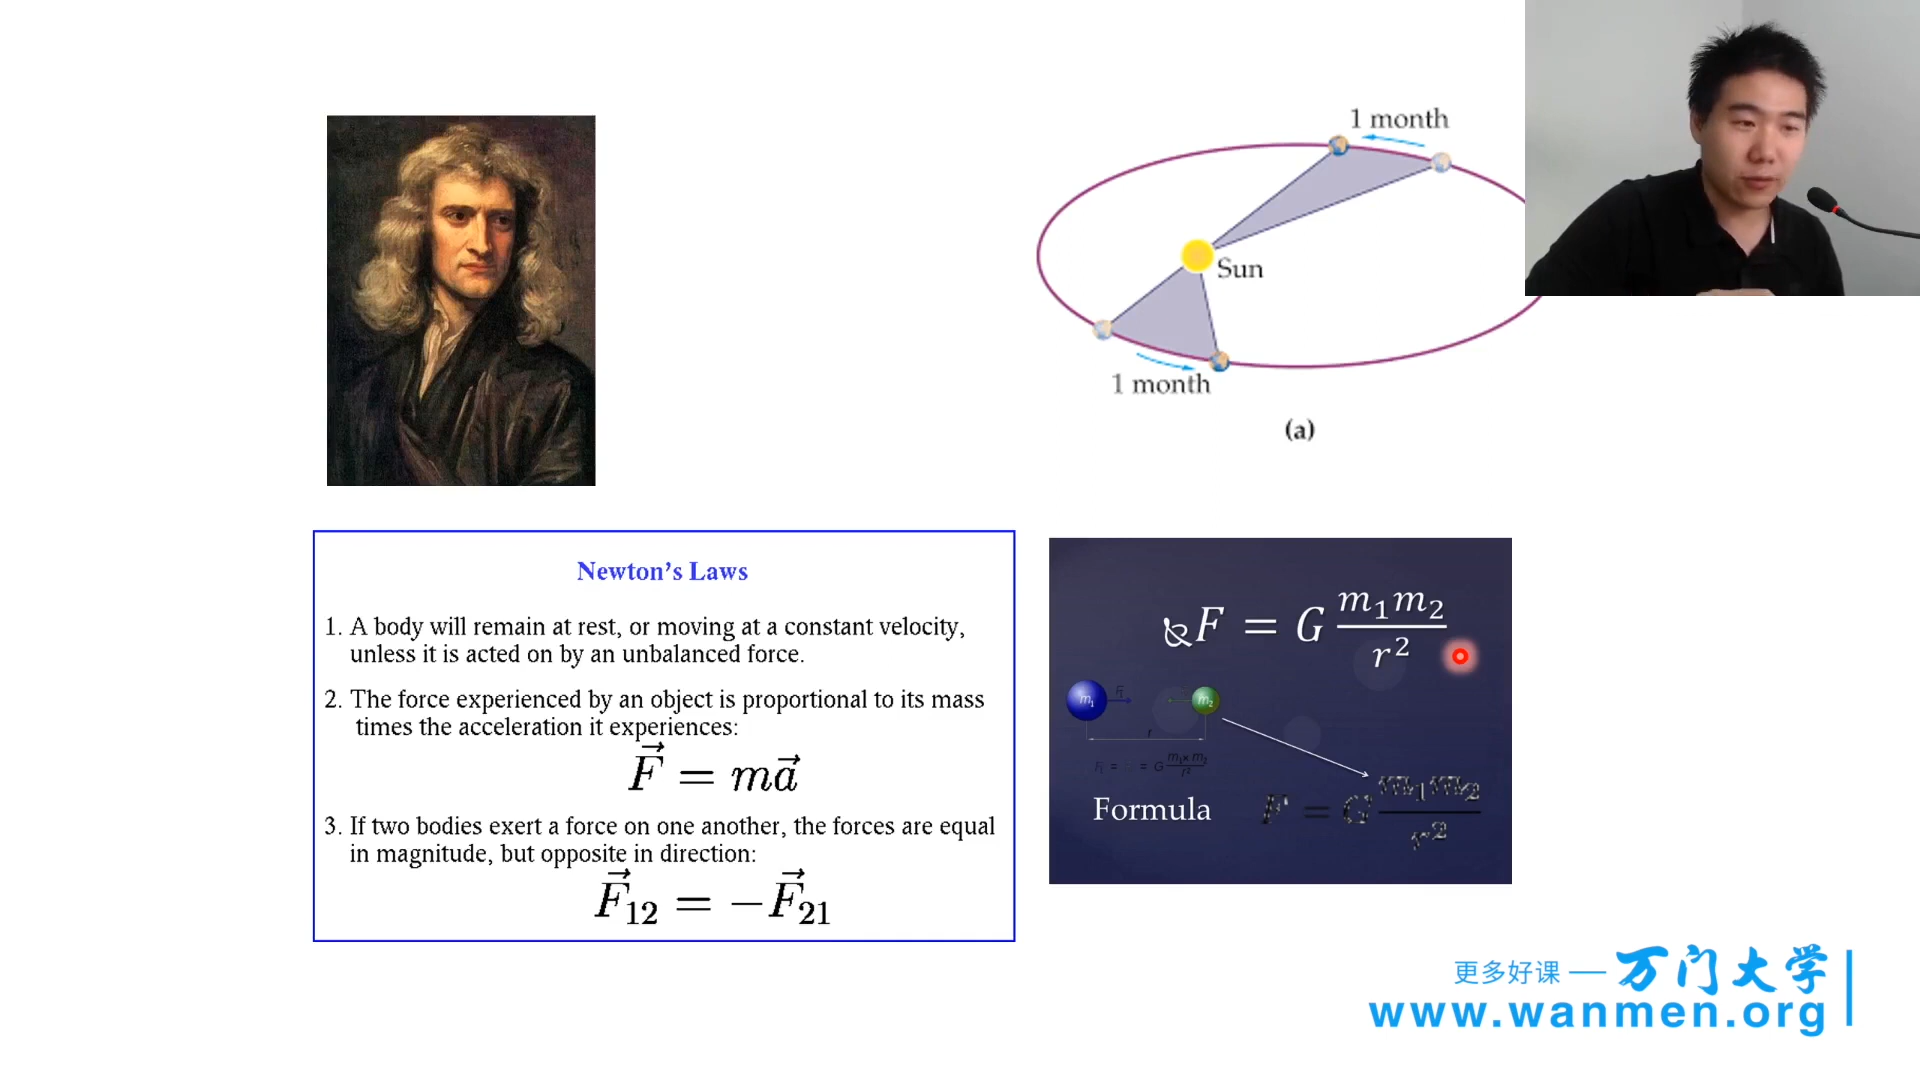 1 month
Sun
1 month
(a)
Newton's Laws
1. A body will remain at rest, or moving at a constant velocity,
unless it is acted on by an unbalanced force.
2. The force experienced by an object is proportional to its mass
times the acceleration it experiences:
F⃗ = ma⃗
3. If two bodies exert a force on one another, the forces are equal
in magnitude, but opposite in direction:
F⃗₁₂ = −F⃗₂₁
F = G m₁m₂ / r²
m₁ m₂
r
Formula F = G m₁m₂ / r²
更多好课 — 万门大学
www.wanmen.org